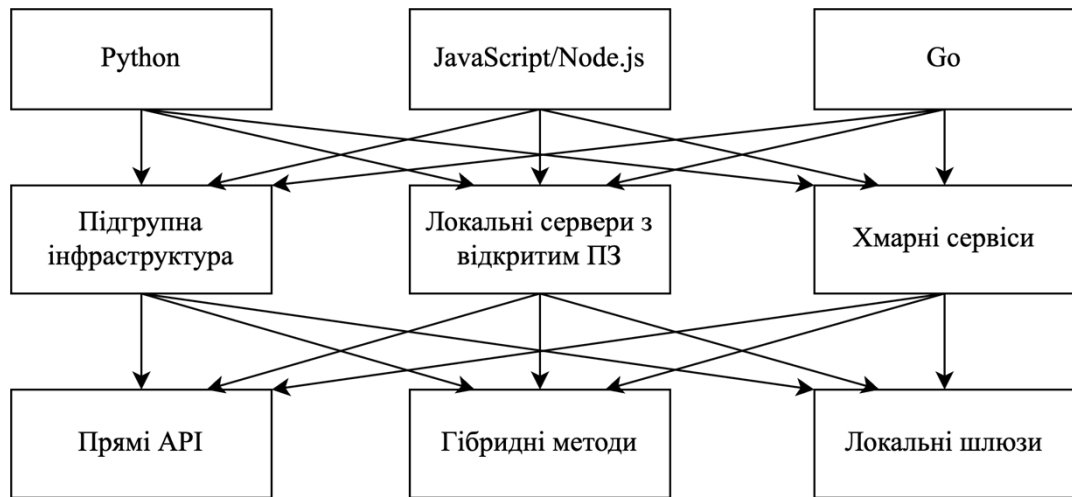 Python
JavaScript/Node.js
Go
Підгрупна
інфраструктура
Локальні сервери з
відкритим ПЗ
Хмарні сервіси
Прямі API
Гібридні методи
Локальні шлюзи